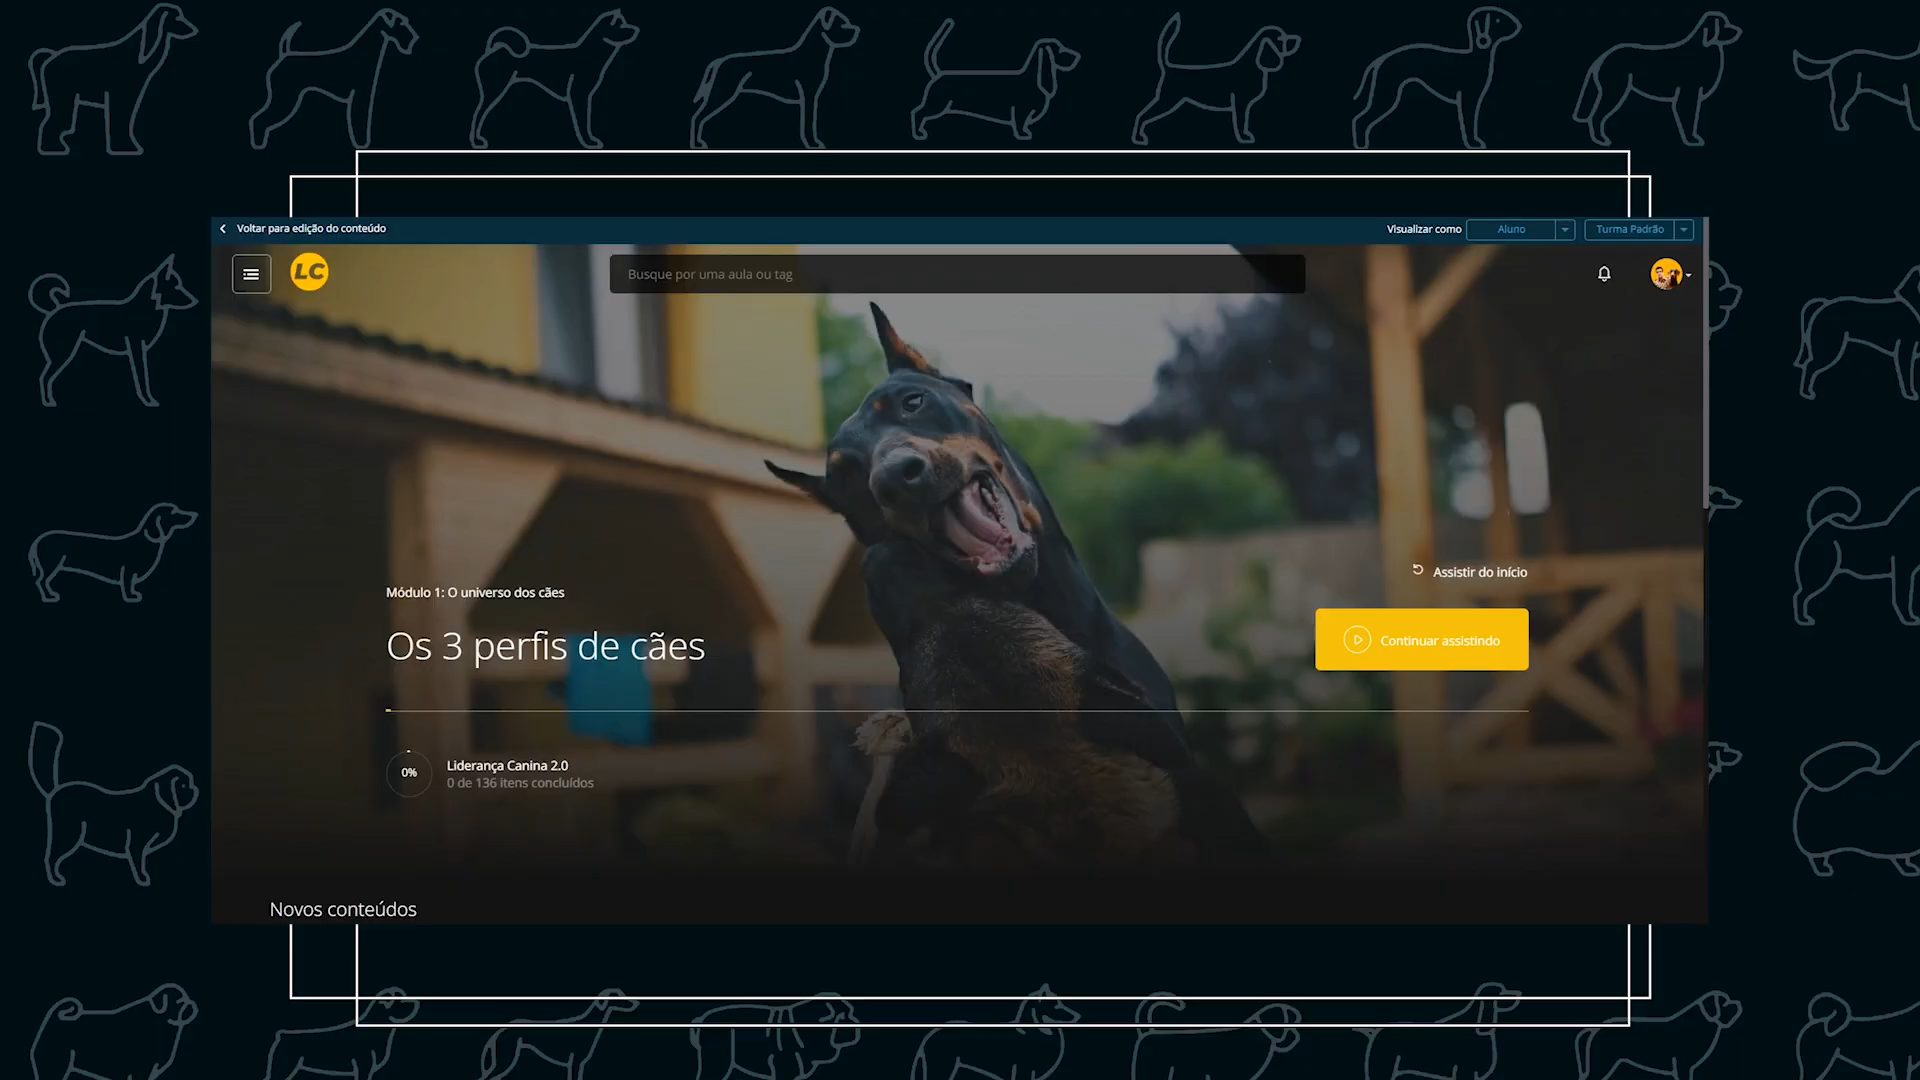 Voltar para edição do conteúdo
Visualizar como
Aluno
Turma Padrão
LC
Busque por uma aula ou tag
Assistir do início
Módulo 1: O universo dos cães
Os 3 perfis de cães
Continuar assistindo
0%
Liderança Canina 2.0
0 de 136 itens concluídos
Novos conteúdos